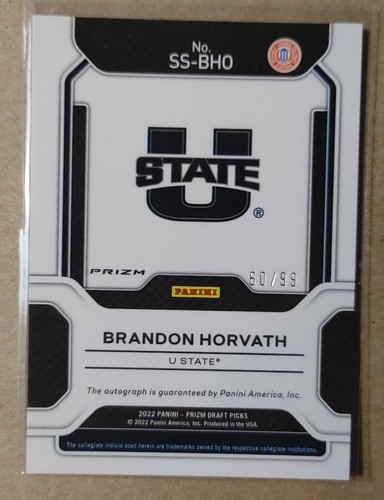 No.
SS-BHO
U
STATE
®
PRIZM
PANINI
60/99
BRANDON HORVATH
U STATE®
The autograph is guaranteed by Panini America, Inc.
2022 PANINI – PRIZM DRAFT PICKS
© 2022 Panini America, Inc. Produced in the USA.
The collegiate indicia used herein are trademarks owned by the respective collegiate institutions.